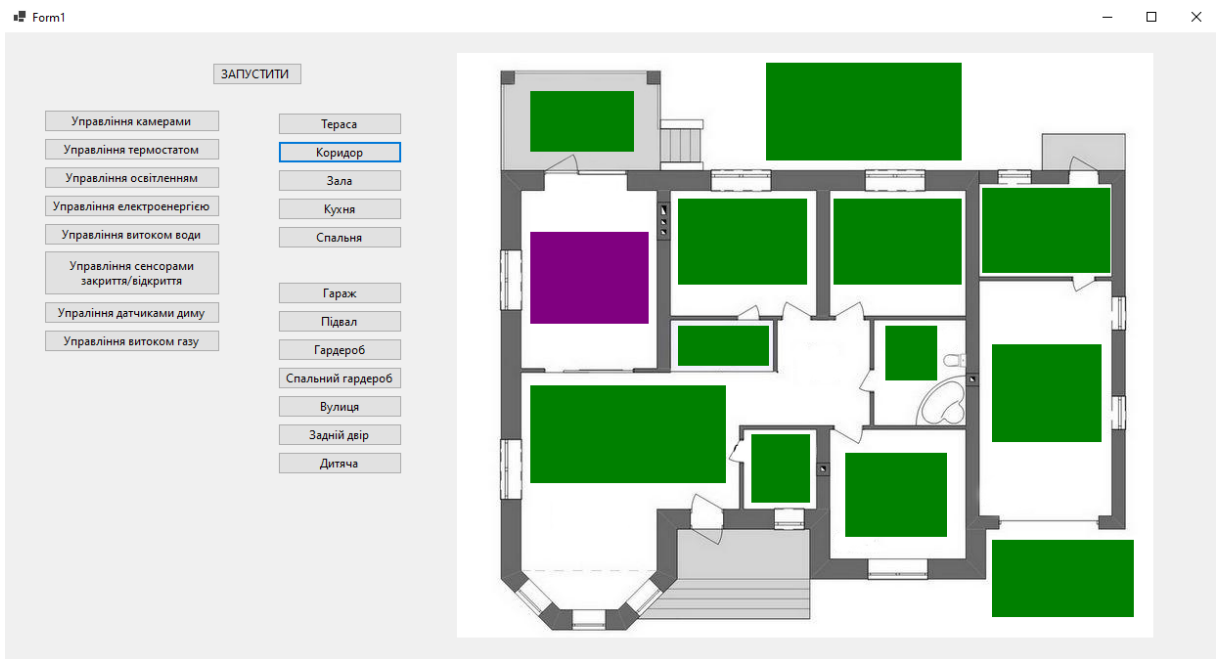 Form1
ЗАПУСТИТИ
Управління камерами
Управління термостатом
Управління освітленням
Управління електроенергією
Управління витоком води
Управління сенсорами
закриття/відкриття
Упраління датчиками диму
Управління витоком газу
Тераса
Коридор
Зала
Кухня
Спальня
Гараж
Підвал
Гардероб
Спальний гардероб
Вулиця
Задній двір
Дитяча